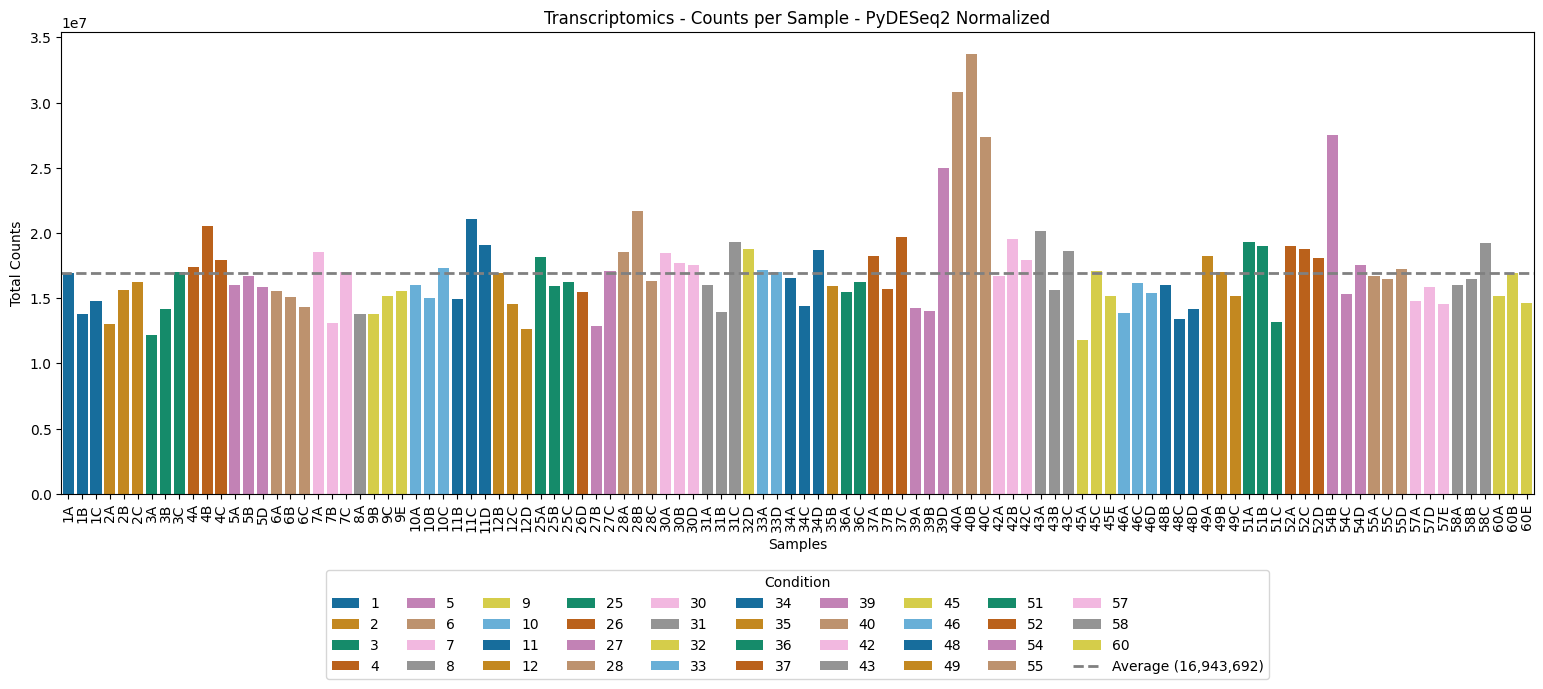 Transcriptomics - Counts per Sample - PyDESeq2 Normalized
1e7
3.5
3.0
2.5
2.0
1.5
1.0
0.5
0.0
Total Counts
1A 1B 1C 2A 2B 2C 3A 3B 3C 4A 4B 4C 5A 5B 5D 6A 6B 6C 7A 7B 7C 8A 9B 9C 9E 10A 10B 10C 11B 11C 11D 12B 12C 12D 25A 25B 25C 26D 27B 27C 28A 28B 28C 30A 30B 30D 31A 31B 31C 32D 33A 33D 34A 34C 34D 35B 36A 36C 37A 37B 37C 39A 39B 39D 40A 40B 40C 42A 42B 42C 43A 43B 43C 45A 45C 45E 46A 46C 46D 48B 48C 48D 49A 49B 49C 51A 51B 51C 52A 52C 52D 54B 54C 54D 55A 55C 55D 57A 57D 57E 58A 58B 58C 60A 60B 60E
Samples
Condition
1 5 9 25 30 34 39 45 51 57
2 6 10 26 31 35 40 46 52 58
3 7 11 27 32 36 42 48 54 60
4 8 12 28 33 37 43 49 55 Average (16,943,692)